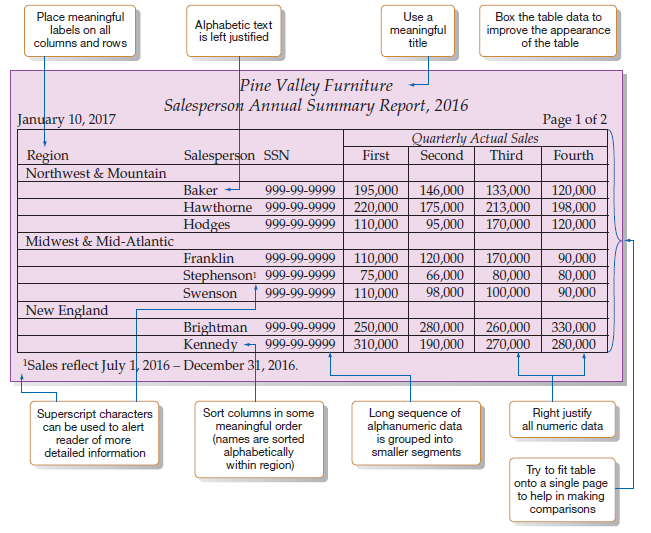 Place meaningful
labels on all
columns and rows
Alphabetic text
is left justified
Use a
meaningful
title
Box the table data to
improve the appearance
of the table
Pine Valley Furniture
Salesperson Annual Summary Report, 2016
January 10, 2017 Page 1 of 2
Quarterly Actual Sales
Region Salesperson SSN First Second Third Fourth
Northwest & Mountain
Baker 999-99-9999 195,000 146,000 133,000 120,000
Hawthorne 999-99-9999 220,000 175,000 213,000 198,000
Hodges 999-99-9999 110,000 95,000 170,000 120,000
Midwest & Mid-Atlantic
Franklin 999-99-9999 110,000 120,000 170,000 90,000
Stephenson¹ 999-99-9999 75,000 66,000 80,000 80,000
Swenson 999-99-9999 110,000 98,000 100,000 90,000
New England
Brightman 999-99-9999 250,000 280,000 260,000 330,000
Kennedy 999-99-9999 310,000 190,000 270,000 280,000
¹Sales reflect July 1, 2016 – December 31, 2016.
Superscript characters
can be used to alert
reader of more
detailed information
Sort columns in some
meaningful order
(names are sorted
alphabetically
within region)
Long sequence of
alphanumeric data
is grouped into
smaller segments
Right justify
all numeric data
Try to fit table
onto a single page
to help in making
comparisons